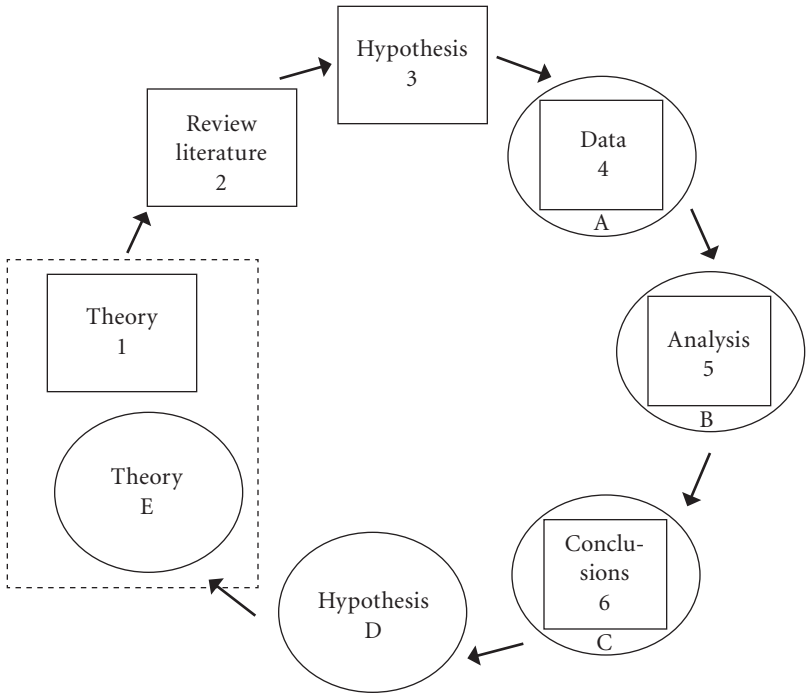 Hypothesis
3
Review
literature
2
Data
4
A
Theory
1
Analysis
5
B
Theory
E
Conclu-
sions
6
C
Hypothesis
D